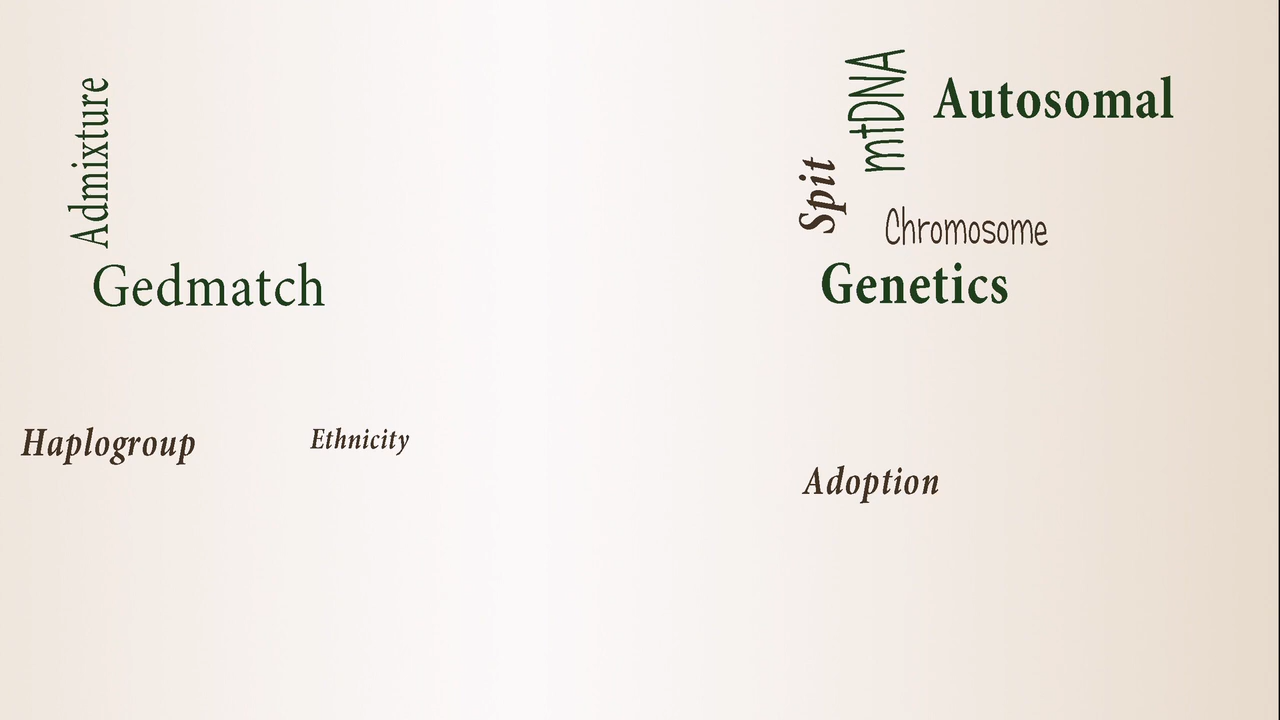 Admixture
Gedmatch
Haplogroup
Ethnicity
mtDNA
Autosomal
Spit
Chromosome
Genetics
Adoption